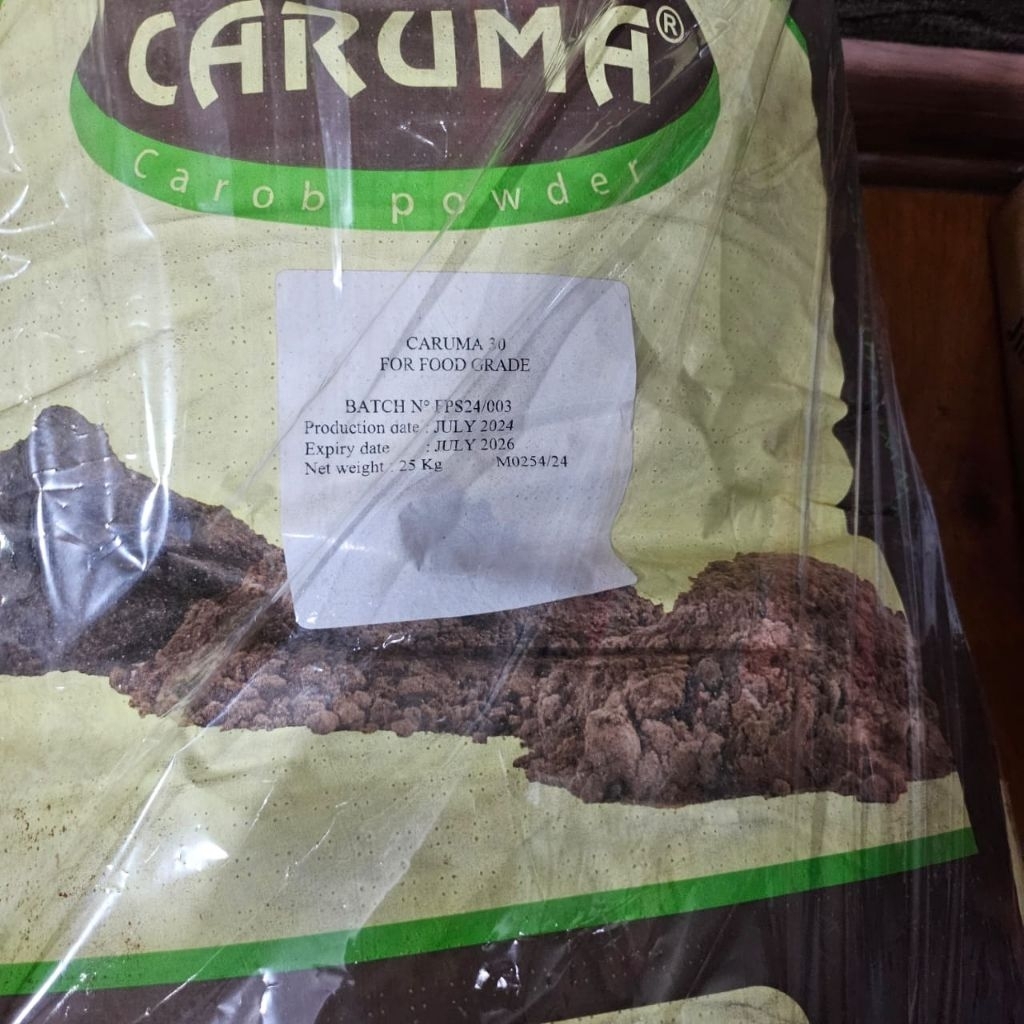 CARUMA®
Carob powder
CARUMA 30
FOR FOOD GRADE
BATCH N° FPS24/003
Production date : JULY 2024
Expiry date : JULY 2026
Net weight : 25 Kg M0254/24